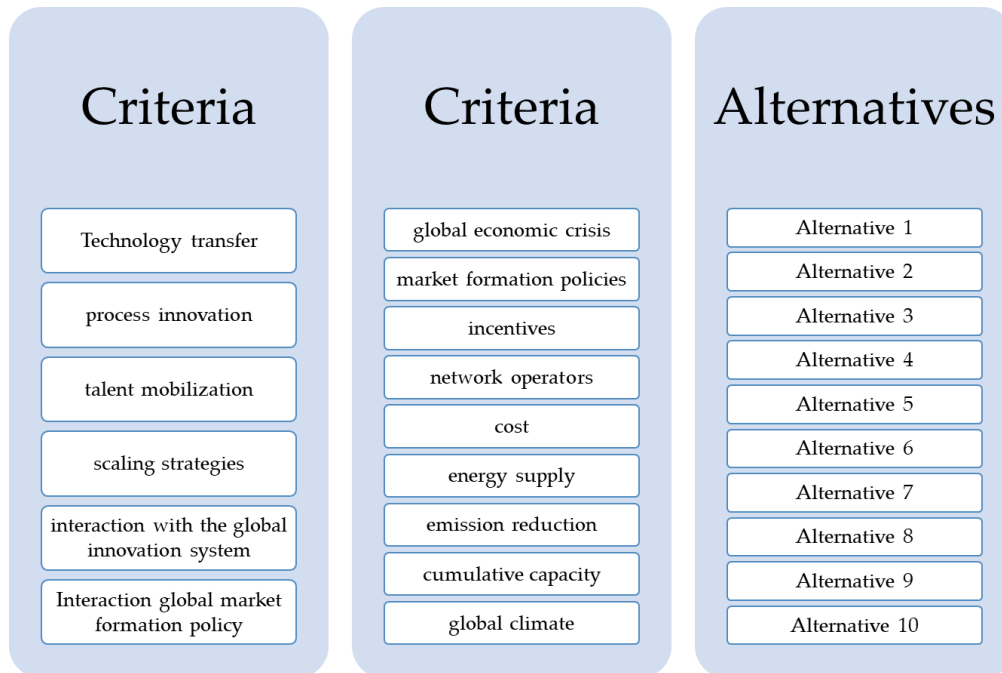 Criteria
Technology transfer
process innovation
talent mobilization
scaling strategies
interaction with the global
innovation system
Interaction global market
formation policy
Criteria
global economic crisis
market formation policies
incentives
network operators
cost
energy supply
emission reduction
cumulative capacity
global climate
Alternatives
Alternative 1
Alternative 2
Alternative 3
Alternative 4
Alternative 5
Alternative 6
Alternative 7
Alternative 8
Alternative 9
Alternative 10